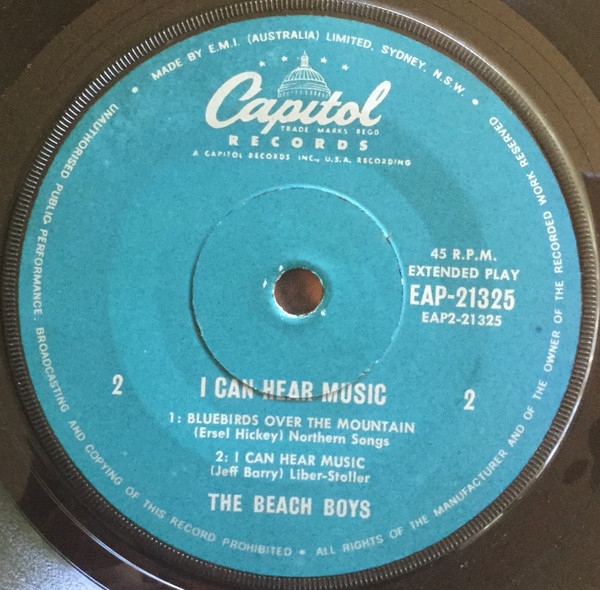 MADE BY E.M.I. (AUSTRALIA) LIMITED, SYDNEY, N.S.W. •
Capitol
TRADE MARKS REGD.
RECORDS
A CAPITOL RECORDS INC., U.S.A. RECORDING
45 R.P.M.
EXTENDED PLAY
EAP-21325
EAP2-21325
2
2
I CAN HEAR MUSIC
1: BLUEBIRDS OVER THE MOUNTAIN
(Ersel Hickey) Northern Songs
2: I CAN HEAR MUSIC
(Jeff Barry) Liber-Stoller
THE BEACH BOYS
UNAUTHORISED PUBLIC PERFORMANCE, BROADCASTING AND COPYING OF THIS RECORD PROHIBITED • ALL RIGHTS OF THE MANUFACTURER AND OF THE OWNER OF THE RECORDED WORK RESERVED